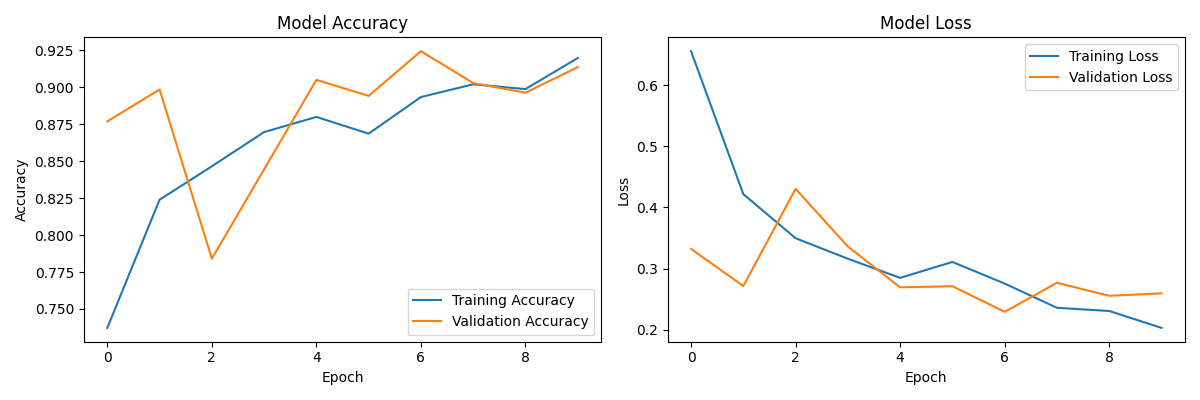 Model Accuracy
Accuracy
0.925
0.900
0.875
0.850
0.825
0.800
0.775
0.750
0 2 4 6 8
Epoch
Training Accuracy
Validation Accuracy
Model Loss
Loss
0.6
0.5
0.4
0.3
0.2
0 2 4 6 8
Epoch
Training Loss
Validation Loss